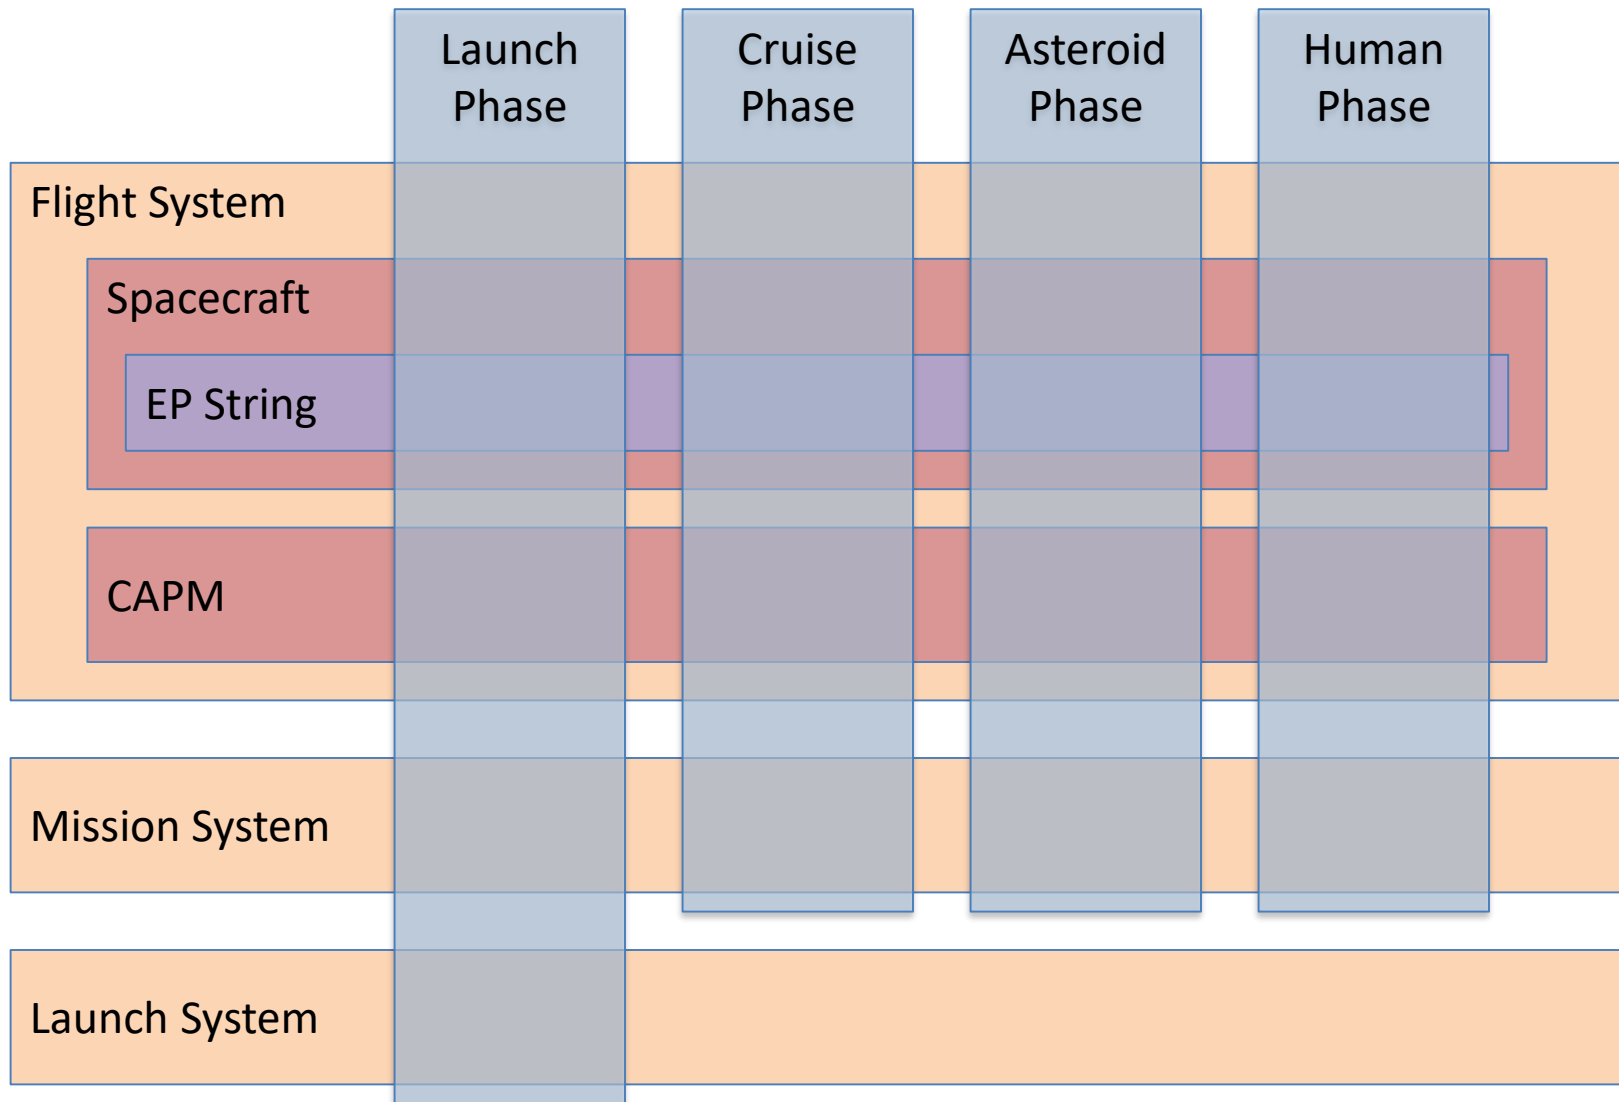 Launch
Phase
Cruise
Phase
Asteroid
Phase
Human
Phase
Flight System
Spacecraft
EP String
CAPM
Mission System
Launch System